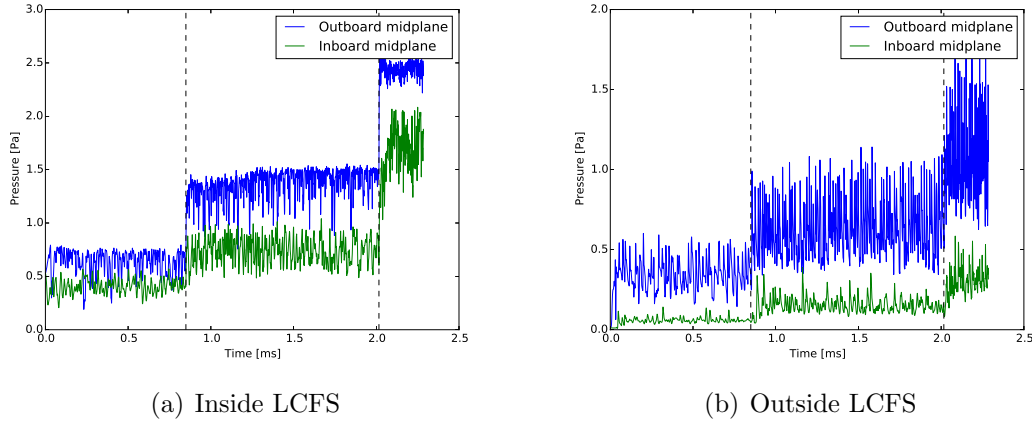 3.0
2.5
2.0
1.5
1.0
0.5
0.0
Pressure [Pa]
0.0 0.5 1.0 1.5 2.0 2.5
Time [ms]
Outboard midplane
Inboard midplane
(a) Inside LCFS
2.0
1.5
1.0
0.5
0.0
Pressure [Pa]
0.0 0.5 1.0 1.5 2.0 2.5
Time [ms]
Outboard midplane
Inboard midplane
(b) Outside LCFS